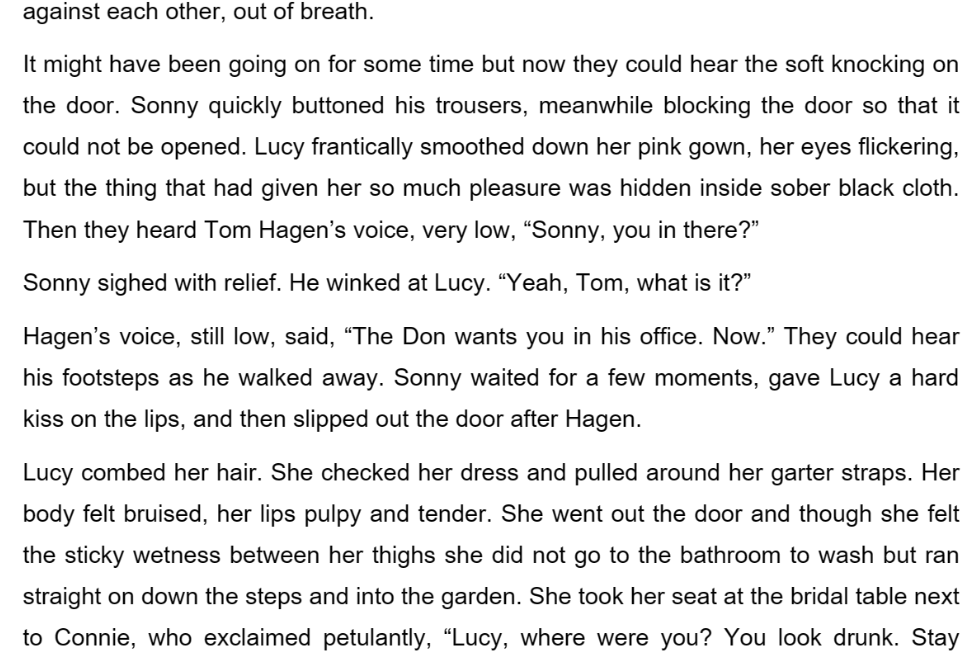 against each other, out of breath.
It might have been going on for some time but now they could hear the soft knocking on
the door. Sonny quickly buttoned his trousers, meanwhile blocking the door so that it
could not be opened. Lucy frantically smoothed down her pink gown, her eyes flickering,
but the thing that had given her so much pleasure was hidden inside sober black cloth.
Then they heard Tom Hagen’s voice, very low, “Sonny, you in there?”
Sonny sighed with relief. He winked at Lucy. “Yeah, Tom, what is it?”
Hagen’s voice, still low, said, “The Don wants you in his office. Now.” They could hear
his footsteps as he walked away. Sonny waited for a few moments, gave Lucy a hard
kiss on the lips, and then slipped out the door after Hagen.
Lucy combed her hair. She checked her dress and pulled around her garter straps. Her
body felt bruised, her lips pulpy and tender. She went out the door and though she felt
the sticky wetness between her thighs she did not go to the bathroom to wash but ran
straight on down the steps and into the garden. She took her seat at the bridal table next
to Connie, who exclaimed petulantly, “Lucy, where were you? You look drunk. Stay